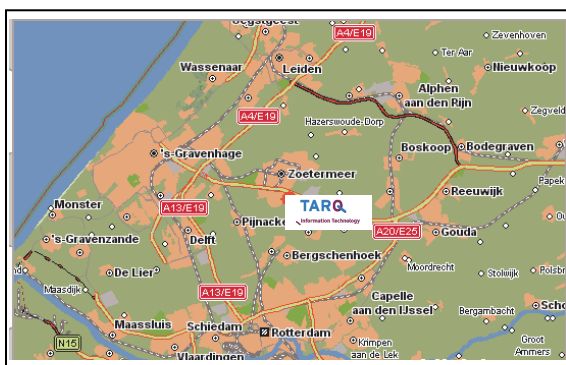 Oegstgeest
A4/E19
Zevenhoven
Ter Aar
Nieuwkoop
Leiden
Wassenaar
Alphen
aan den Rijn
A4/E19
Zegveld
Hazerswoude-Dorp
Boskoop
Bodegraven
's-Gravenhage
Zoetermeer
Papek
Reeuwijk
TARQ
Information Technology
Monster
A13/E19
Pijnacke
A20/E25
Gouda
's-Gravenzande
Delft
Bergschenhoek
Moordrecht
De Lier
Stolwijk
Polsbr
Maasdijk
A13/E19
Capelle
aan den IJssel
Bergambacht
Scho
Maassluis
Schiedam
Rotterdam
Krimpen
aan de Lek
Groot
Ammers
N15
Vlaardingen